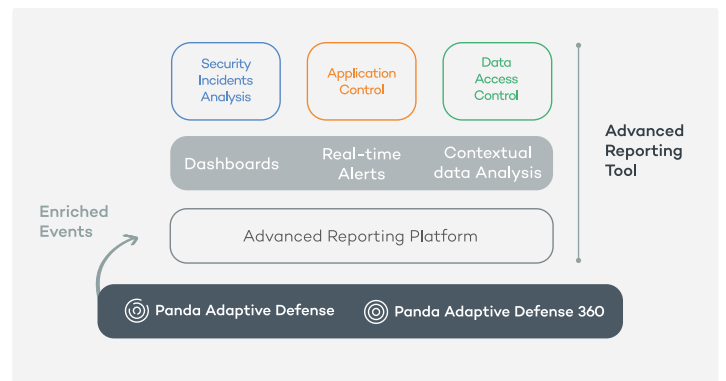 Security
Incidents
Analysis
Application
Control
Data
Access
Control
Dashboards
Real-time
Alerts
Contextual
data Analysis
Advanced
Reporting
Tool
Enriched
Events
Advanced Reporting Platform
Panda Adaptive Defense
Panda Adaptive Defense 360